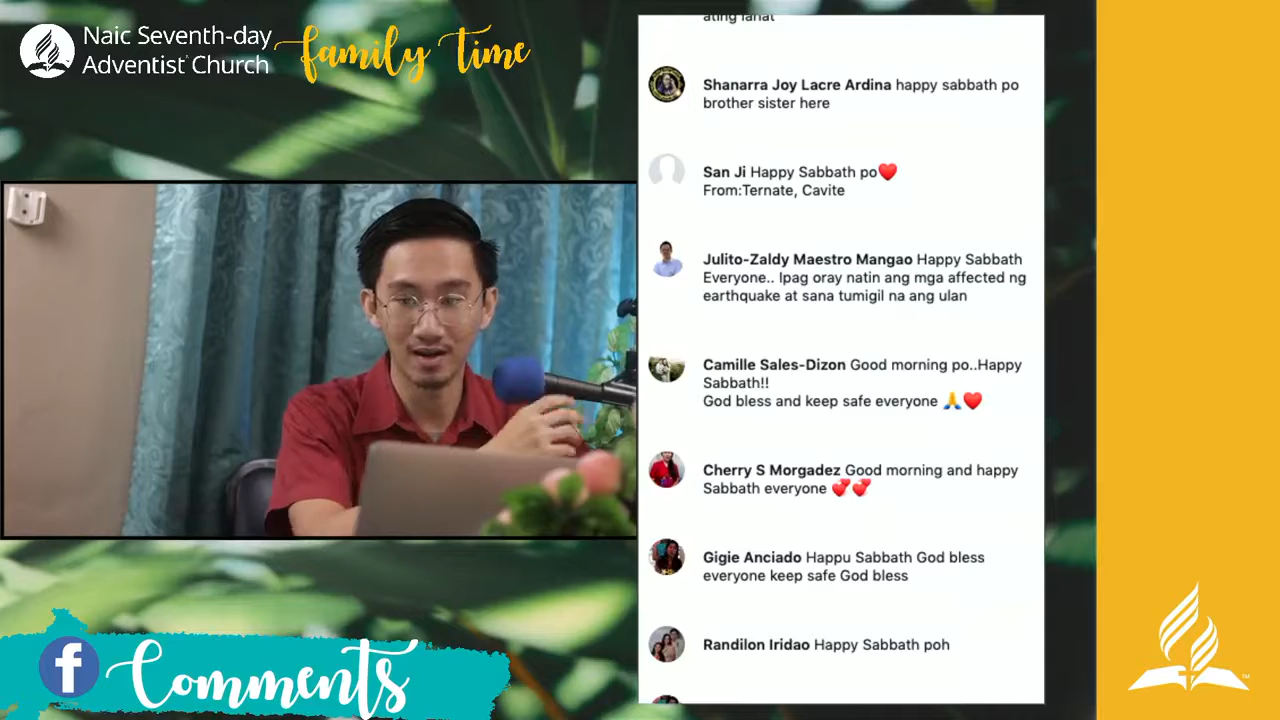 Naic Seventh-day
Adventist Church
family time
ating lahat
Shanarra Joy Lacre Ardina happy sabbath po
brother sister here
San Ji Happy Sabbath po❤️
From:Ternate, Cavite
Julito-Zaldy Maestro Mangao Happy Sabbath
Everyone.. Ipag oray natin ang mga affected ng
earthquake at sana tumigil na ang ulan
Camille Sales-Dizon Good morning po..Happy
Sabbath!!
God bless and keep safe everyone 🙏❤️
Cherry S Morgadez Good morning and happy
Sabbath everyone 💕💕
Gigie Anciado Happu Sabbath God bless
everyone keep safe God bless
Randilon Iridao Happy Sabbath poh
f Comments